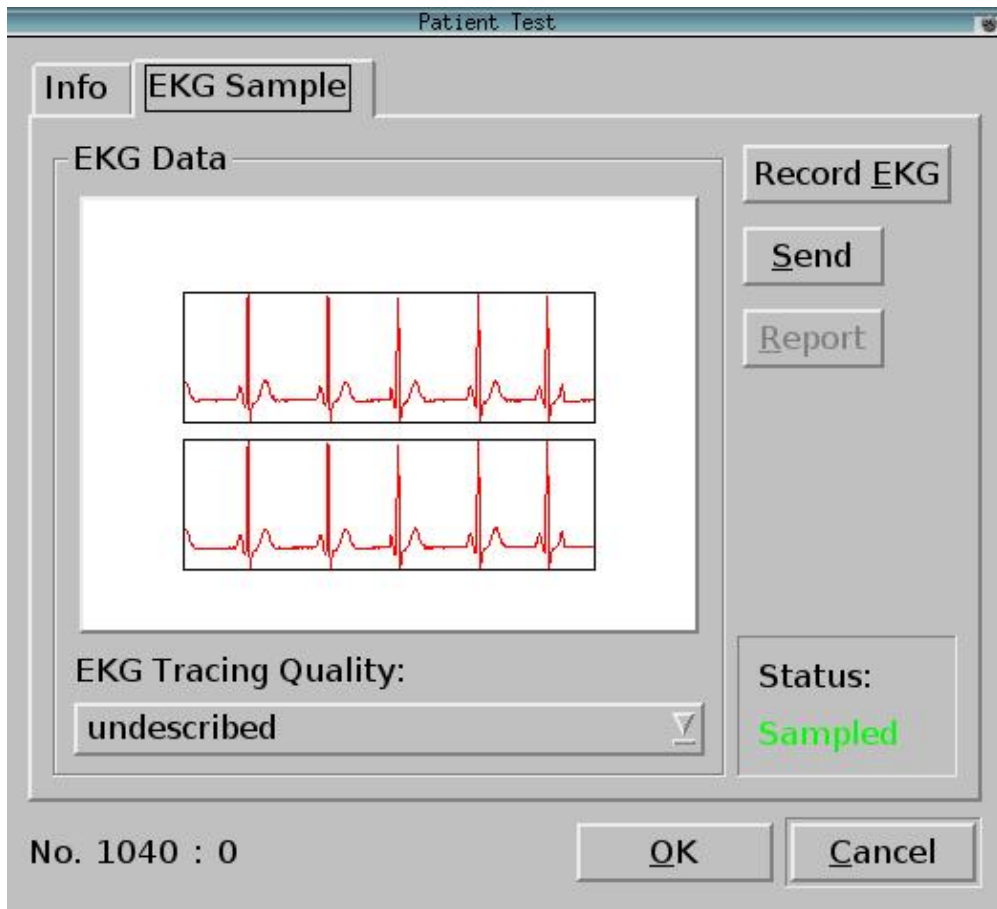 Patient Test
Info
EKG Sample
EKG Data
Record EKG
Send
Report
EKG Tracing Quality:
undescribed
Status:
Sampled
No. 1040 : 0
OK
Cancel